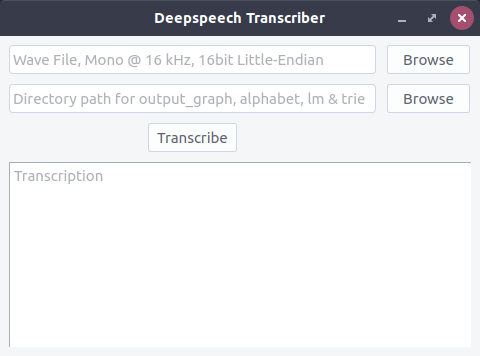 Deepspeech Transcriber
Wave File, Mono @ 16 kHz, 16bit Little-Endian Browse
Directory path for output_graph, alphabet, lm & trie Browse
Transcribe
Transcription